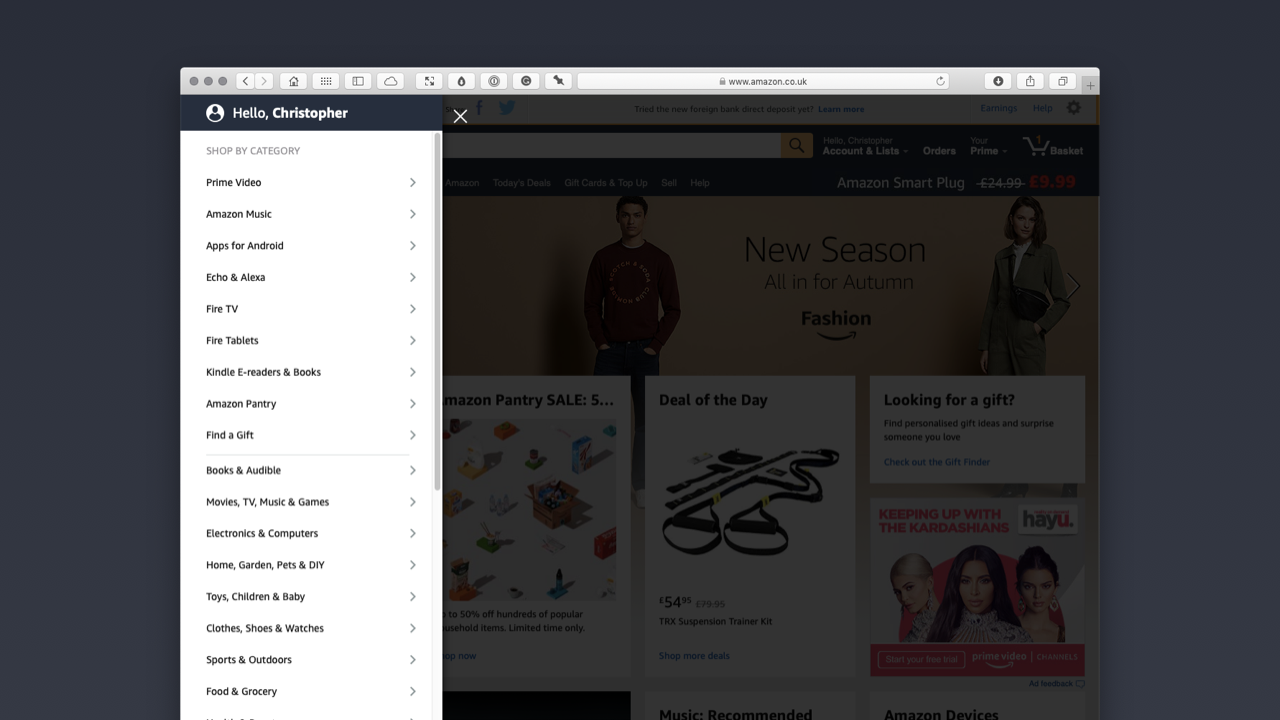 www.amazon.co.uk
Hello, Christopher
Tried the new foreign bank direct deposit yet? Learn more
Earnings Help
Hello, Christopher
Account & Lists
Orders
Your
Prime
1
Basket
Amazon Today's Deals Gift Cards & Top Up Sell Help
Amazon Smart Plug £24.99 £9.99
SHOP BY CATEGORY
Prime Video
Amazon Music
Apps for Android
Echo & Alexa
Fire TV
Fire Tablets
Kindle E-readers & Books
Amazon Pantry
Find a Gift
Books & Audible
Movies, TV, Music & Games
Electronics & Computers
Home, Garden, Pets & DIY
Toys, Children & Baby
Clothes, Shoes & Watches
Sports & Outdoors
Food & Grocery
New Season
All in for Autumn
Fashion
mazon Pantry SALE: 5...
to 50% off hundreds of popular
usehold items. Limited time only.
op now
Deal of the Day
£54.95 £79.95
TRX Suspension Trainer Kit
Shop more deals
Looking for a gift?
Find personalised gift ideas and surprise
someone you love
Check out the Gift Finder
KEEPING UP WITH
THE KARDASHIANS
hayu.
Start your free trial
prime video | CHANNELS
Ad feedback
Music: Recommended
Amazon Devices